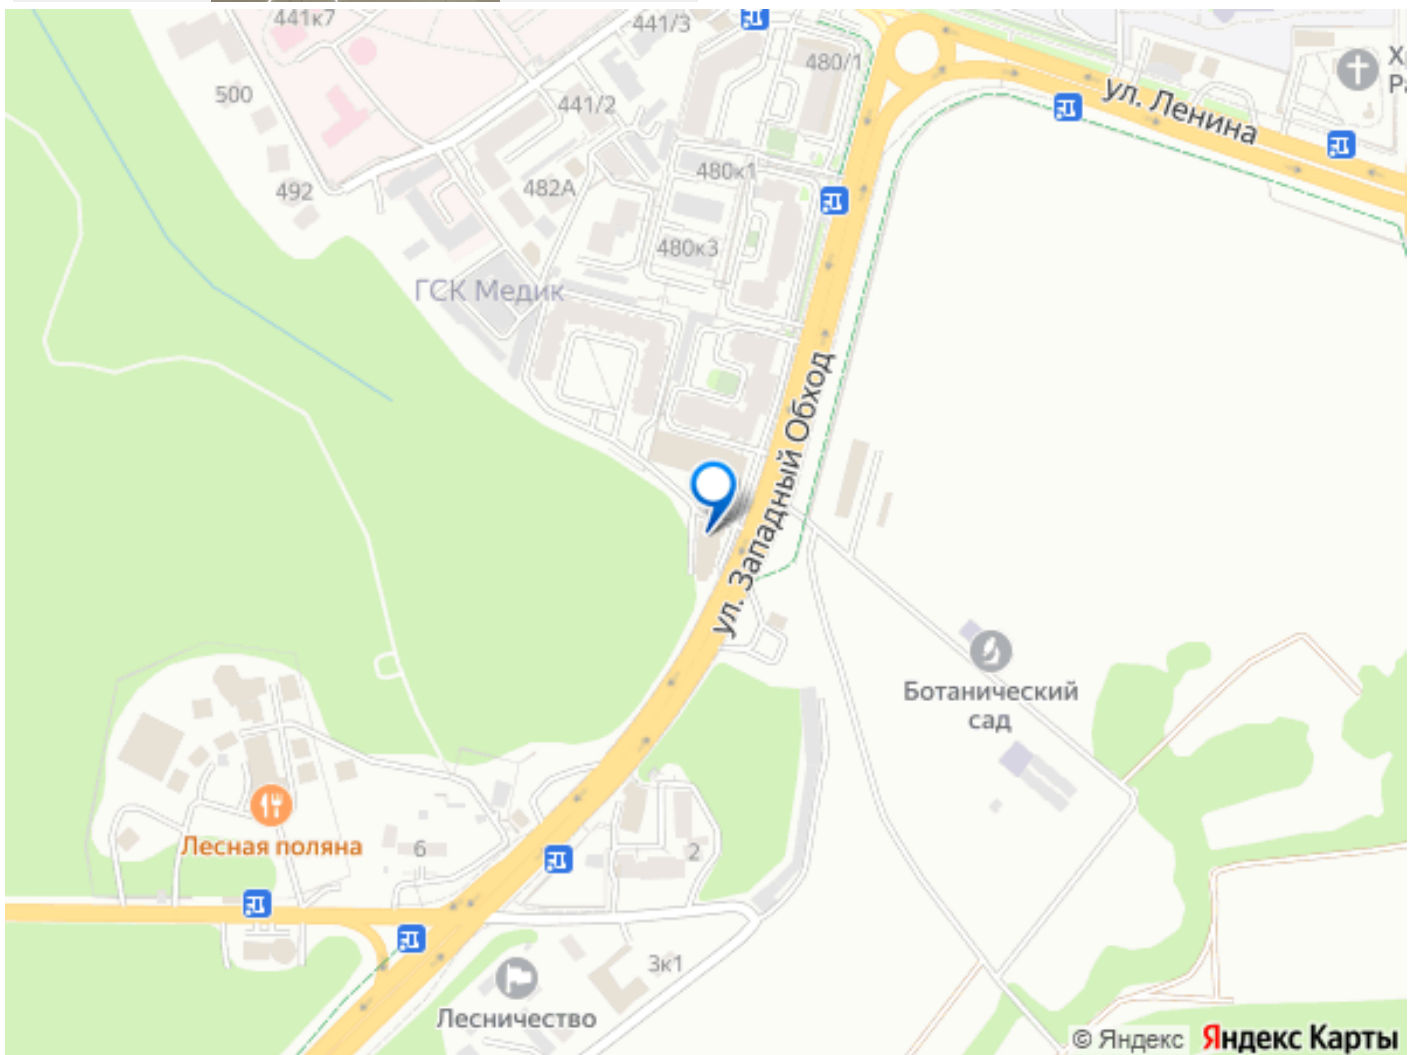 441к7
441/3
480/1
500
441/2
ул. Ленина
480к1
482А
492
480к3
ГСК Медик
ул. Западный Обход
Ботанический
сад
Лесная поляна
6
2
3к1
Лесничество
© Яндекс
Яндекс Карты